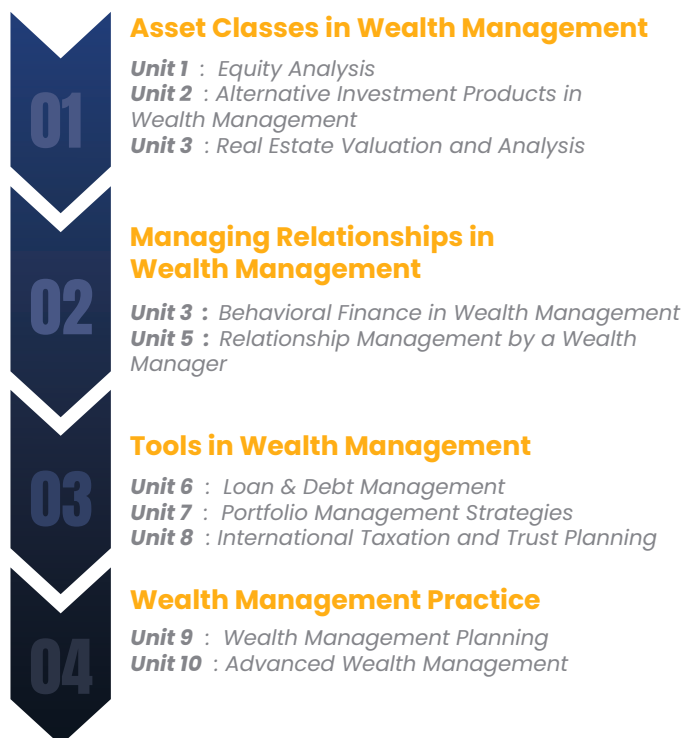 01
Asset Classes in Wealth Management
Unit 1 : Equity Analysis
Unit 2 : Alternative Investment Products in
Wealth Management
Unit 3 : Real Estate Valuation and Analysis
02
Managing Relationships in
Wealth Management
Unit 3 : Behavioral Finance in Wealth Management
Unit 5 : Relationship Management by a Wealth
Manager
03
Tools in Wealth Management
Unit 6 : Loan & Debt Management
Unit 7 : Portfolio Management Strategies
Unit 8 : International Taxation and Trust Planning
04
Wealth Management Practice
Unit 9 : Wealth Management Planning
Unit 10 : Advanced Wealth Management